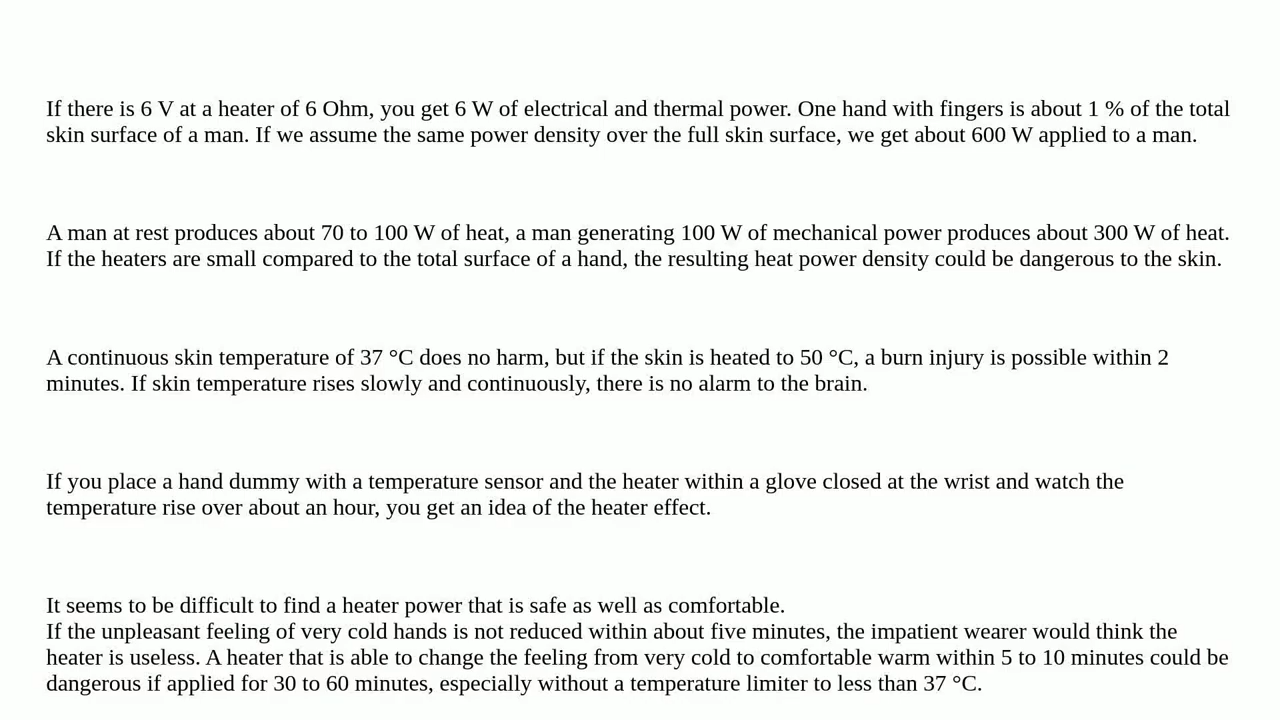 If there is 6 V at a heater of 6 Ohm, you get 6 W of electrical and thermal power. One hand with fingers is about 1 % of the total
skin surface of a man. If we assume the same power density over the full skin surface, we get about 600 W applied to a man.
A man at rest produces about 70 to 100 W of heat, a man generating 100 W of mechanical power produces about 300 W of heat.
If the heaters are small compared to the total surface of a hand, the resulting heat power density could be dangerous to the skin.
A continuous skin temperature of 37 °C does no harm, but if the skin is heated to 50 °C, a burn injury is possible within 2
minutes. If skin temperature rises slowly and continuously, there is no alarm to the brain.
If you place a hand dummy with a temperature sensor and the heater within a glove closed at the wrist and watch the
temperature rise over about an hour, you get an idea of the heater effect.
It seems to be difficult to find a heater power that is safe as well as comfortable.
If the unpleasant feeling of very cold hands is not reduced within about five minutes, the impatient wearer would think the
heater is useless. A heater that is able to change the feeling from very cold to comfortable warm within 5 to 10 minutes could be
dangerous if applied for 30 to 60 minutes, especially without a temperature limiter to less than 37 °C.